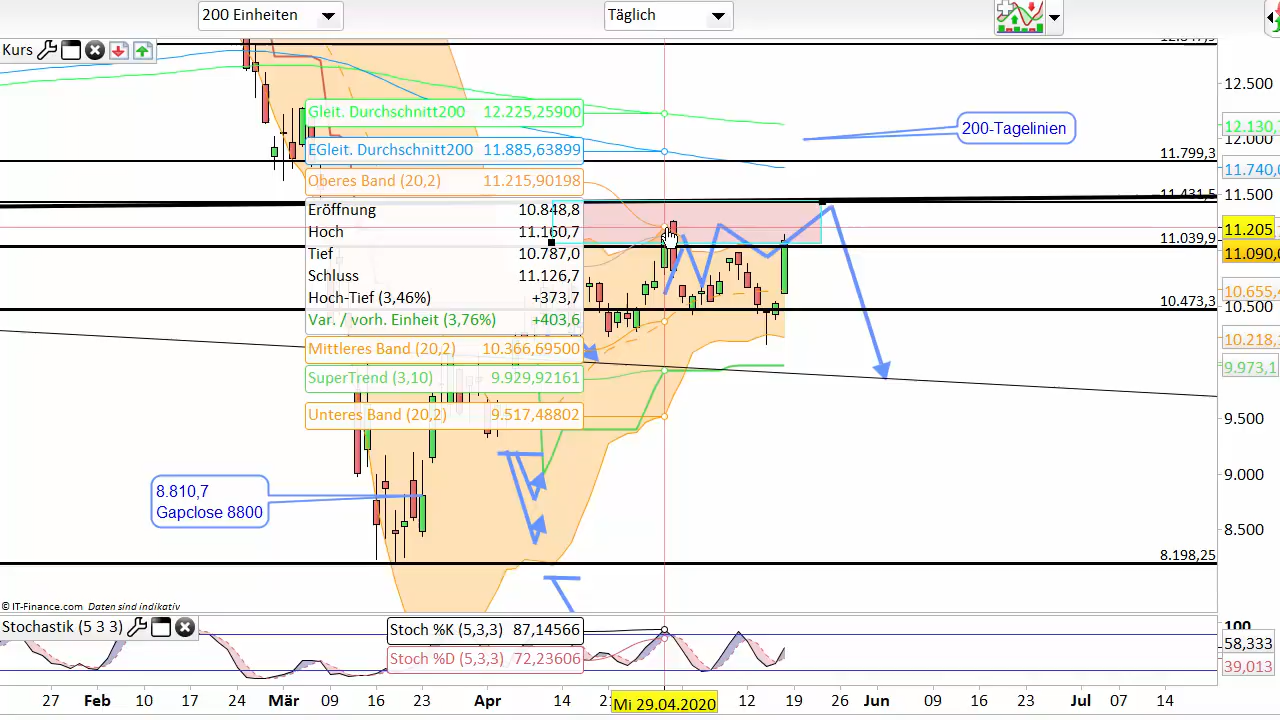 200 Einheiten
Täglich
Kurs
12.500
Gleit. Durchschnitt200 12.225,25900
12.130,
200-Tagelinien
12.000
EGleit. Durchschnitt200 11.885,63899
11.799,3
11.740,0
Oberes Band (20,2) 11.215,90198
11.431,5
11.500
Eröffnung 10.848,8
Hoch 11.160,7
11.205
11.039,9
Tief 10.787,0
11.090,0
Schluss 11.126,7
Hoch-Tief (3,46%) +373,7
10.655,4
10.473,3
10.500
Var. / vorh. Einheit (3,76%) +403,6
Mittleres Band (20,2) 10.366,69500
10.218,
SuperTrend (3,10) 9.929,92161
9.973,1
Unteres Band (20,2) 9.517,48802
9.500
9.000
8.810,7
Gapclose 8800
8.500
8.198,25
© IT-Finance.com Daten sind indikativ
Stochastik (5 3 3)
Stoch %K (5,3,3) 87,14566
100
58,333
Stoch %D (5,3,3) 72,23606
39,013
27 Feb 10 17 24 Mär 09 16 23 Apr 14 Mi 29.04.2020 12 19 26 Jun 09 16 23 Jul 07 14